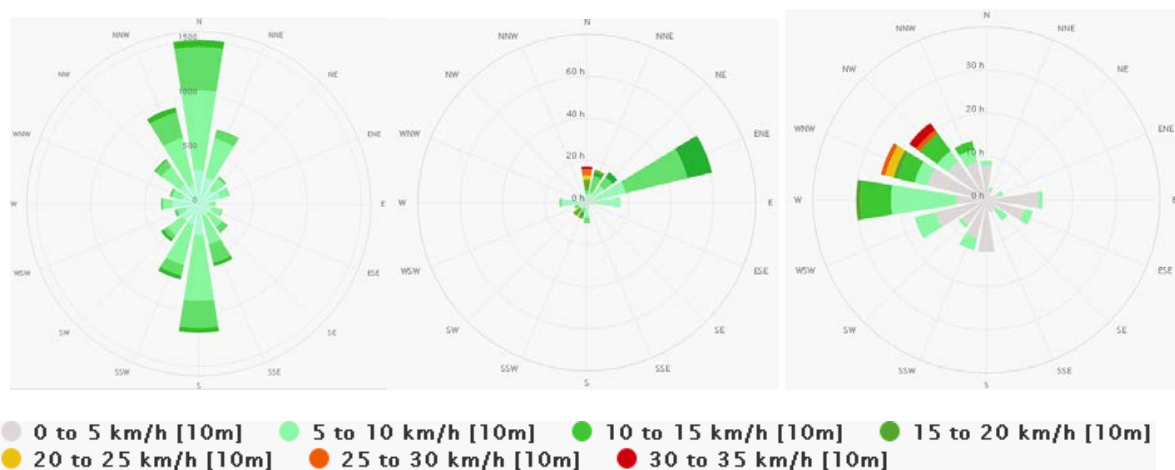 N
NNW
1500
NNE
NW
NE
1000
WNW
ENE
500
W
0
E
WSW
ESE
SW
SE
SSW
SSE
S
N
NNW
NNE
NW
60 h
NE
40 h
WNW
ENE
20 h
W
0 h
E
WSW
ESE
SW
SE
SSW
SSE
S
N
NNW
NNE
NW
30 h
NE
20 h
WNW
ENE
10 h
W
0 h
WSW
ESE
SW
SE
SSW
SSE
S
0 to 5 km/h [10m] 5 to 10 km/h [10m] 10 to 15 km/h [10m] 15 to 20 km/h [10m]
20 to 25 km/h [10m] 25 to 30 km/h [10m] 30 to 35 km/h [10m]